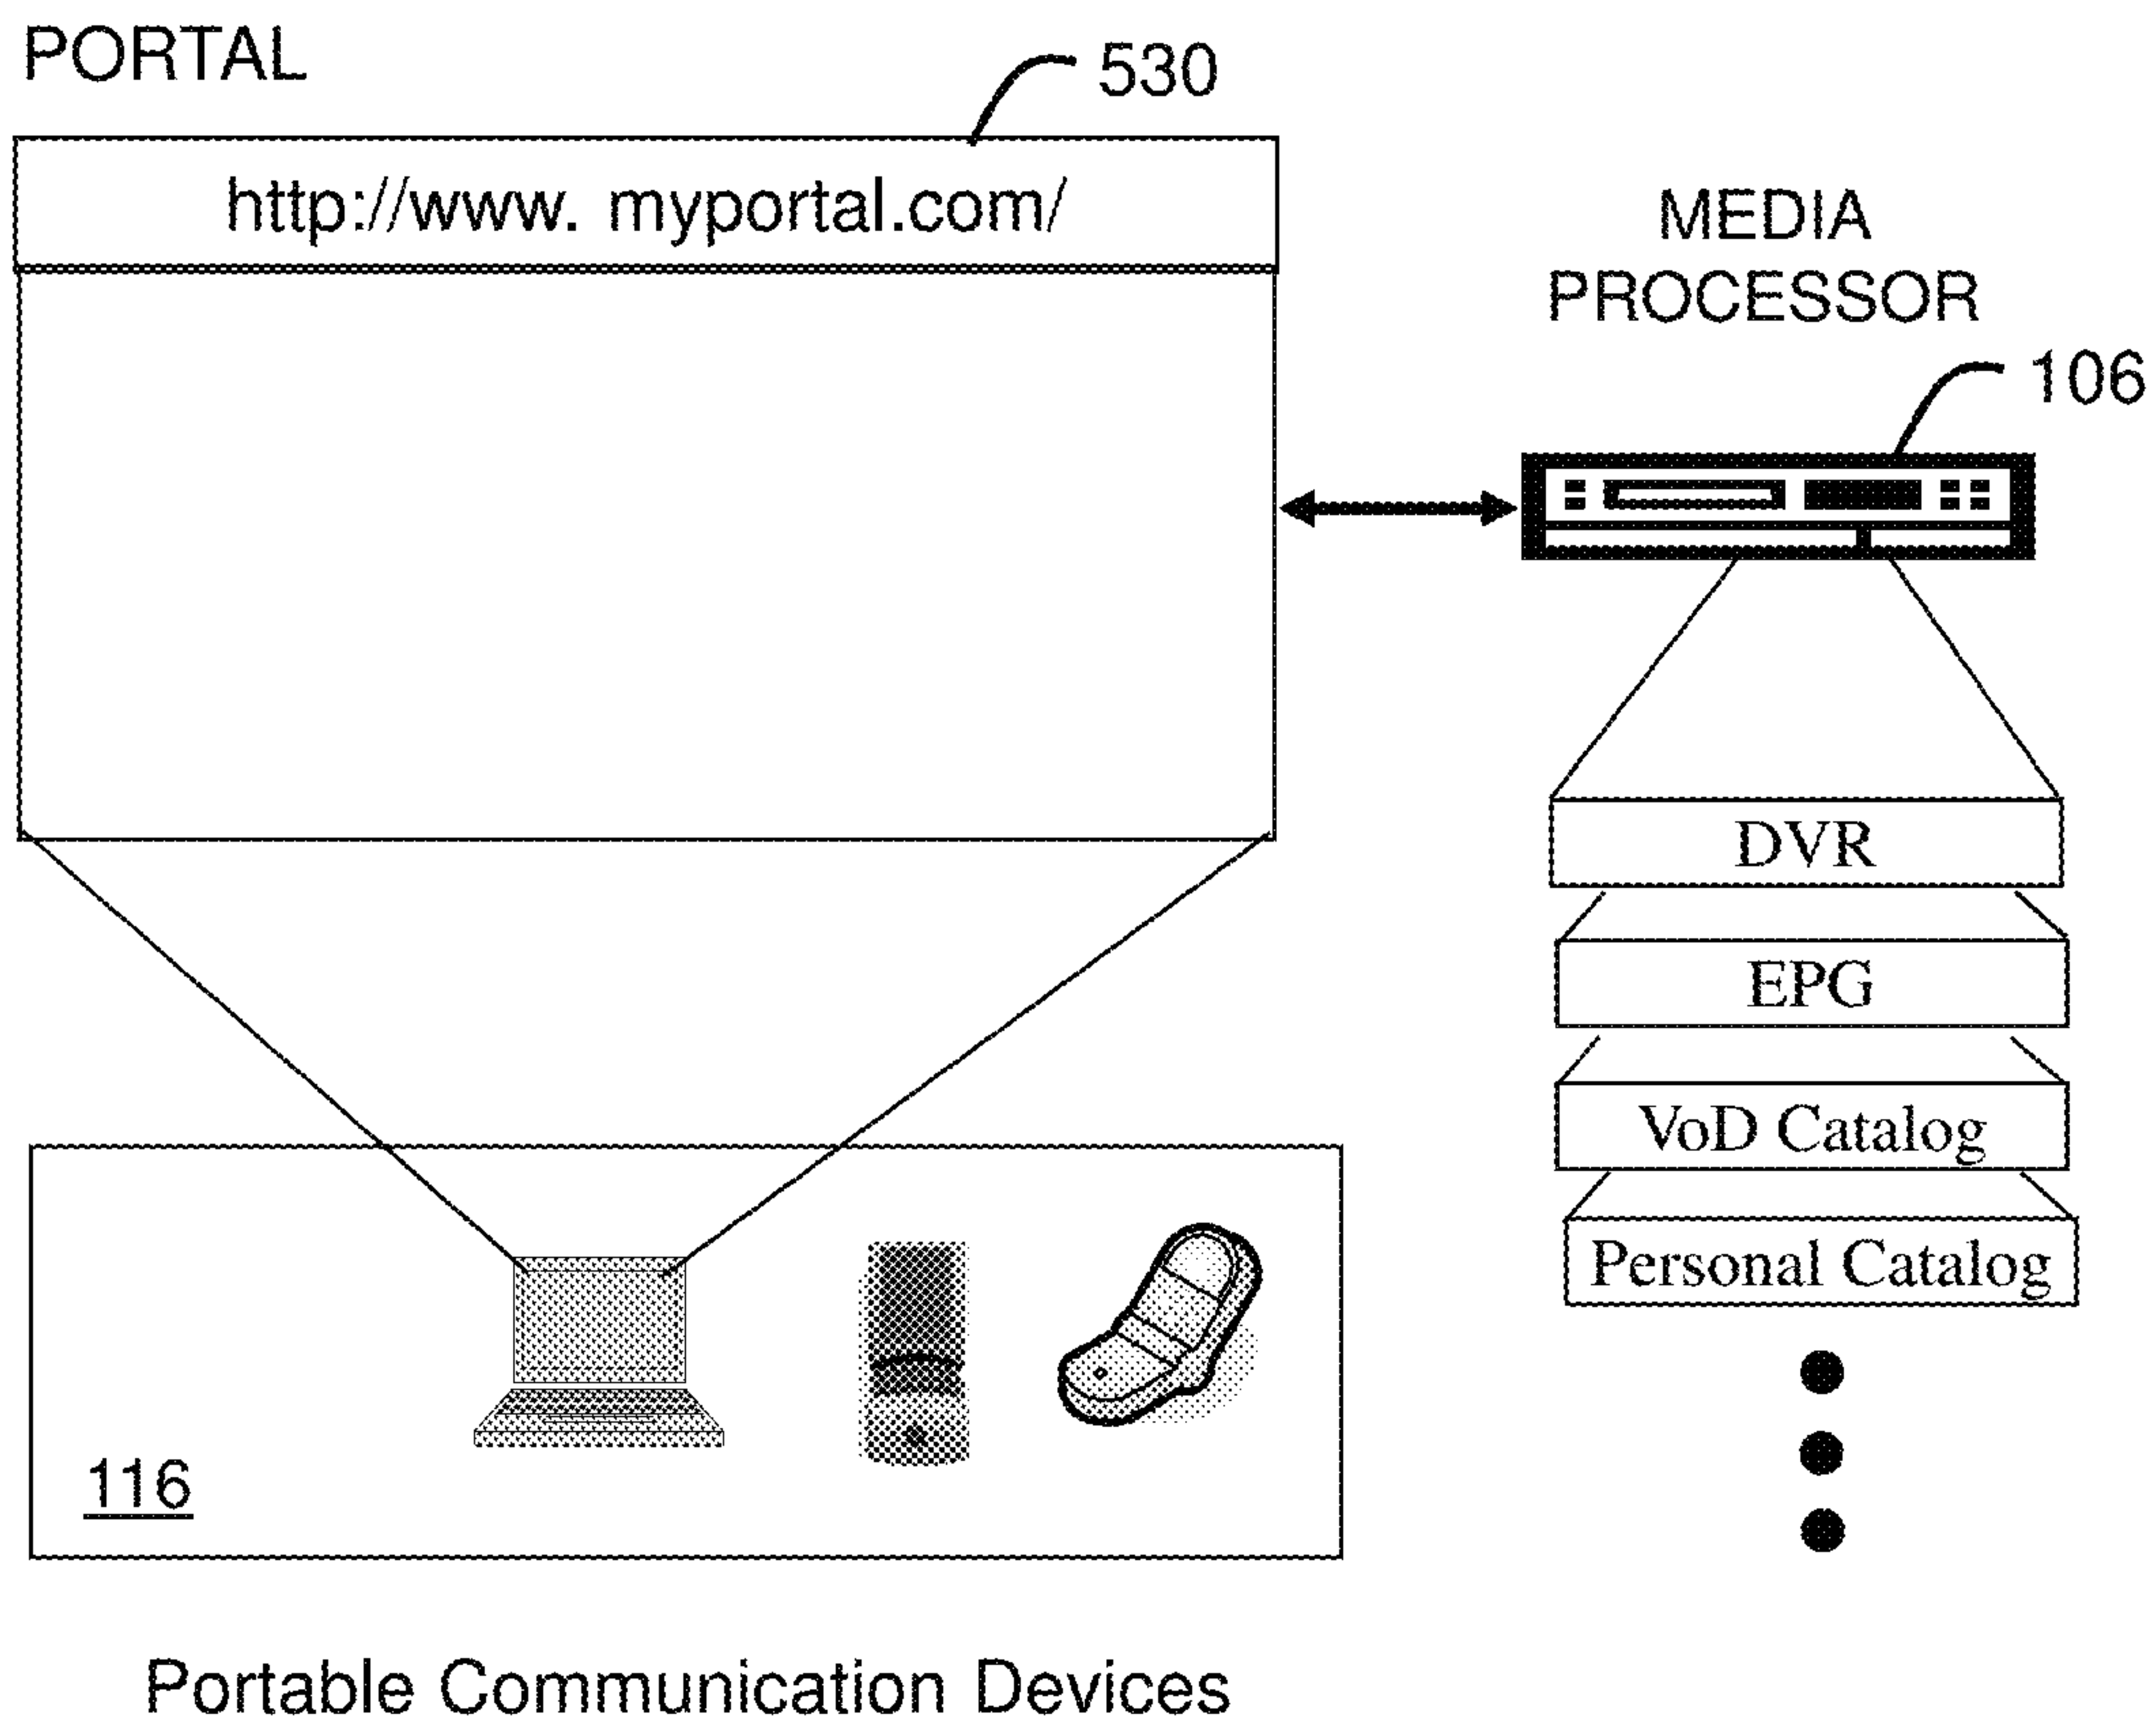 PORTAL
530
http://www. myportal.com/
MEDIA
PROCESSOR
106
DVR
EPG
VoD Catalog
Personal Catalog
116
Portable Communication Devices